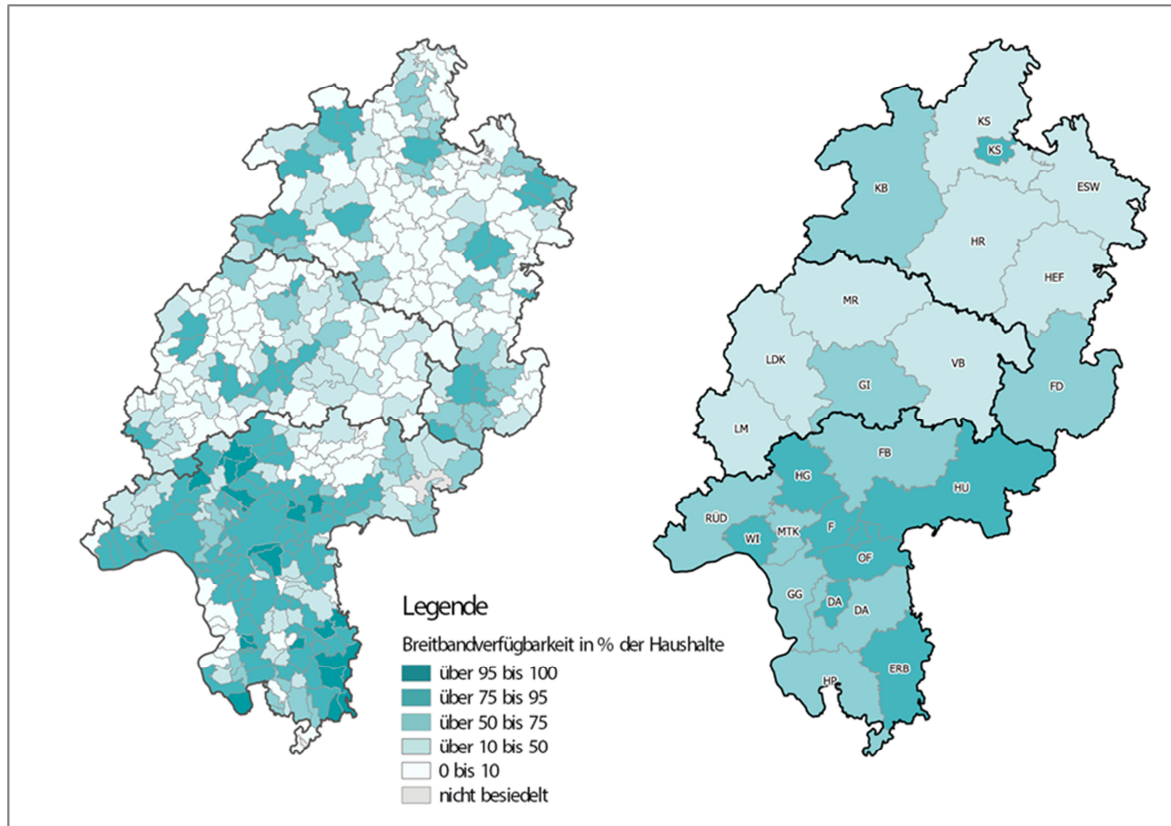 KS
KS
KB
ESW
HR
HEF
MR
LDK
VB
GI
FD
LM
FB
HG
HU
RÜD
F
MTK
WI
OF
GG
DA
DA
ERB
HP
Legende
Breitbandverfügbarkeit in % der Haushalte
über 95 bis 100
über 75 bis 95
über 50 bis 75
über 10 bis 50
0 bis 10
nicht besiedelt